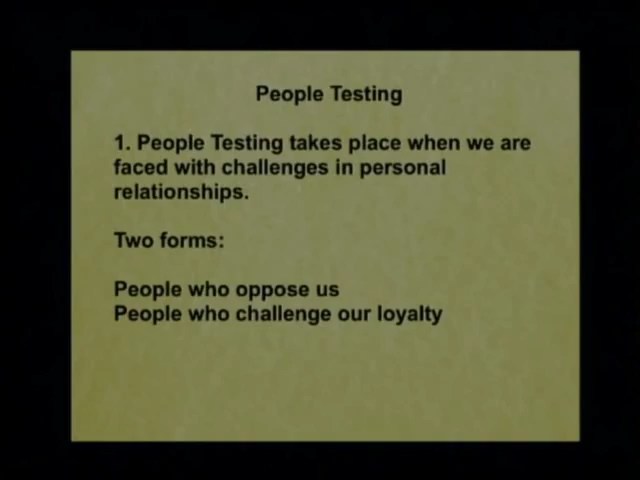 People Testing
1. People Testing takes place when we are
faced with challenges in personal
relationships.
Two forms:
People who oppose us
People who challenge our loyalty